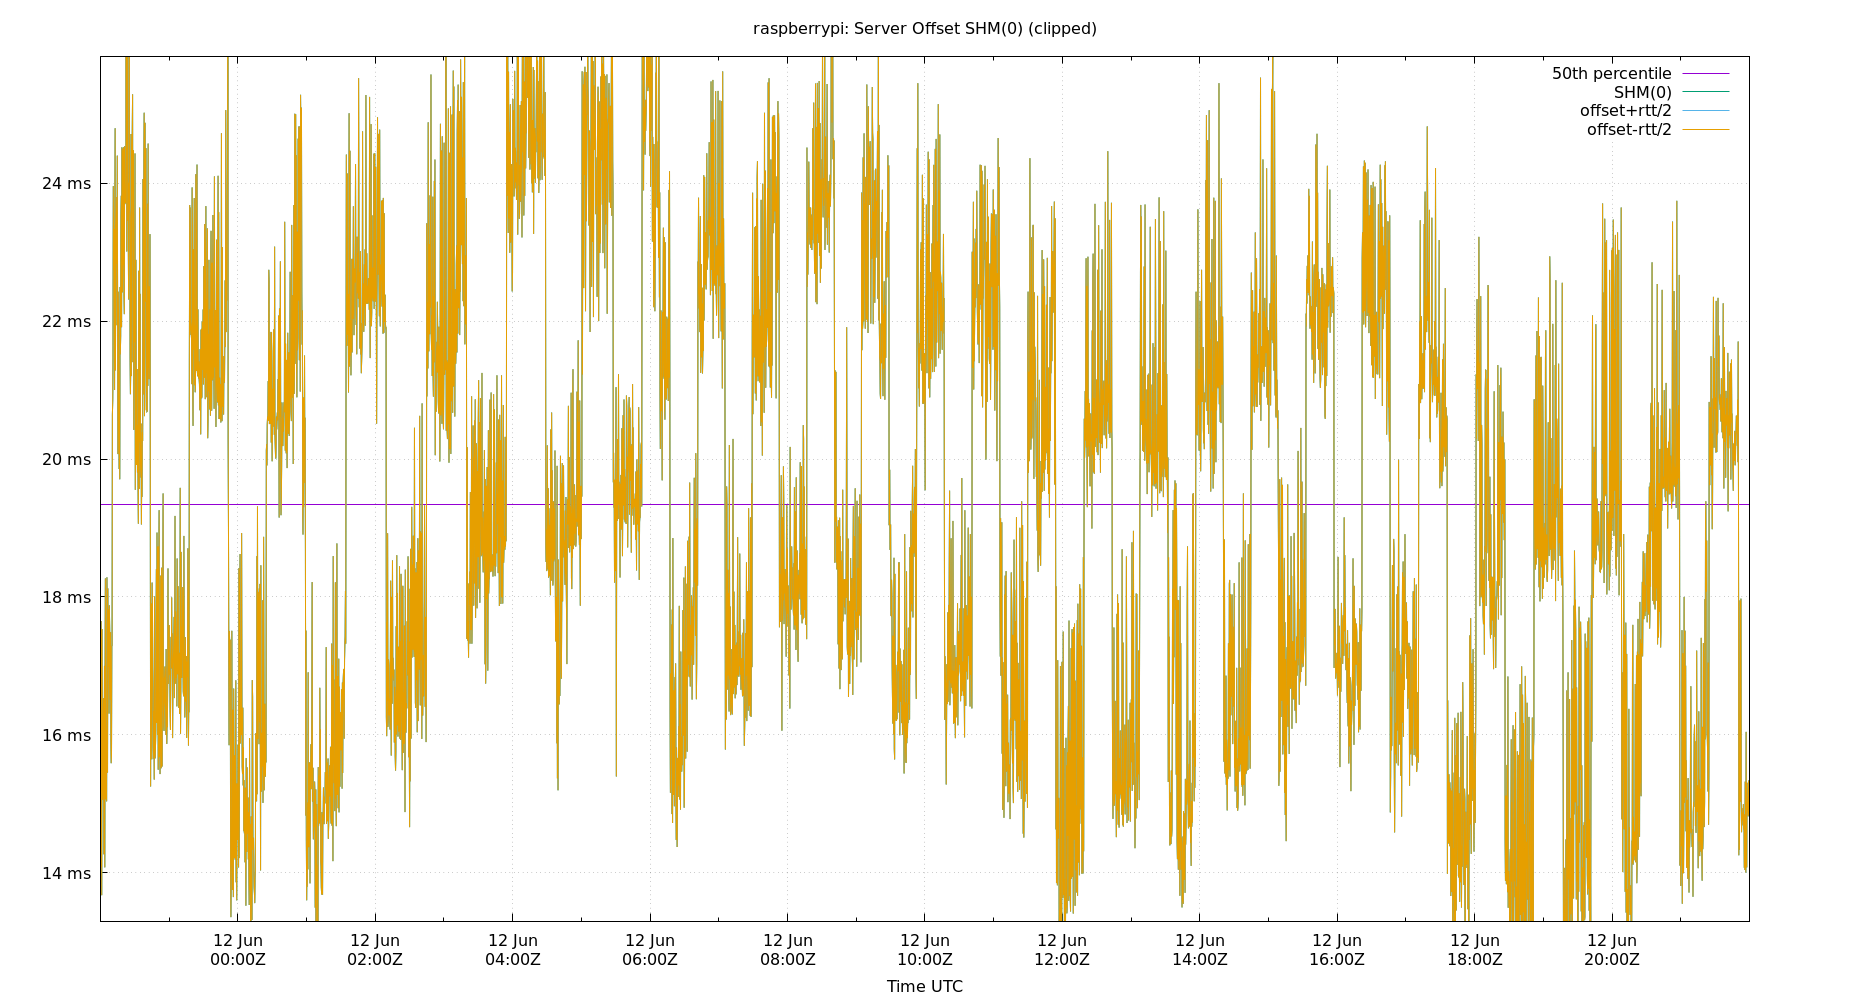 raspberrypi: Server Offset SHM(0) (clipped)
50th percentile
SHM(0)
offset+rtt/2
offset-rtt/2
24 ms
22 ms
20 ms
18 ms
16 ms
14 ms
12 Jun 12 Jun 12 Jun 12 Jun 12 Jun 12 Jun 12 Jun 12 Jun 12 Jun 12 Jun 12 Jun
00:00Z 02:00Z 04:00Z 06:00Z 08:00Z 10:00Z 12:00Z 14:00Z 16:00Z 18:00Z 20:00Z
Time UTC